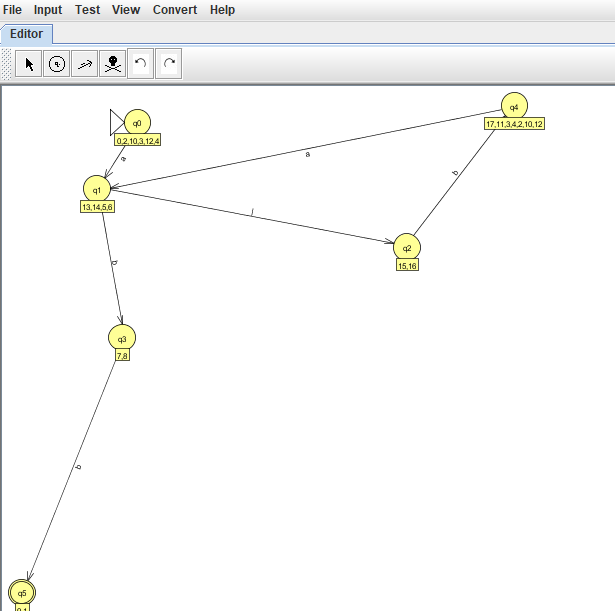 File Input Test View Convert Help
Editor
q4
17,11,3,4,2,10,12
q0
0,2,10,3,12,4
a
a
b
q1
13,14,5,6
q2
15,16
b
q3
7,8
b
q5